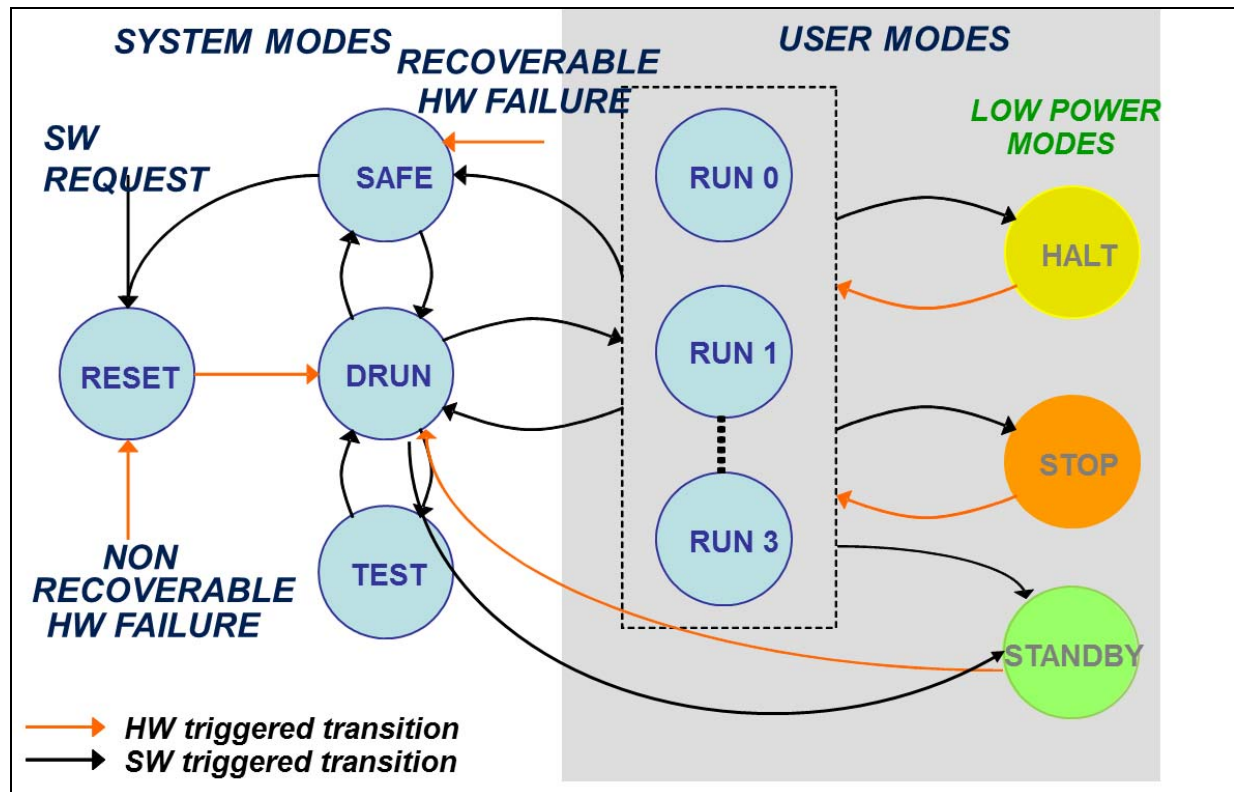 SYSTEM MODES
USER MODES
RECOVERABLE
HW FAILURE
LOW POWER
MODES
SW
REQUEST
SAFE
RUN 0
HALT
RESET
DRUN
RUN 1
STOP
TEST
RUN 3
NON
RECOVERABLE
HW FAILURE
STANDBY
HW triggered transition
SW triggered transition